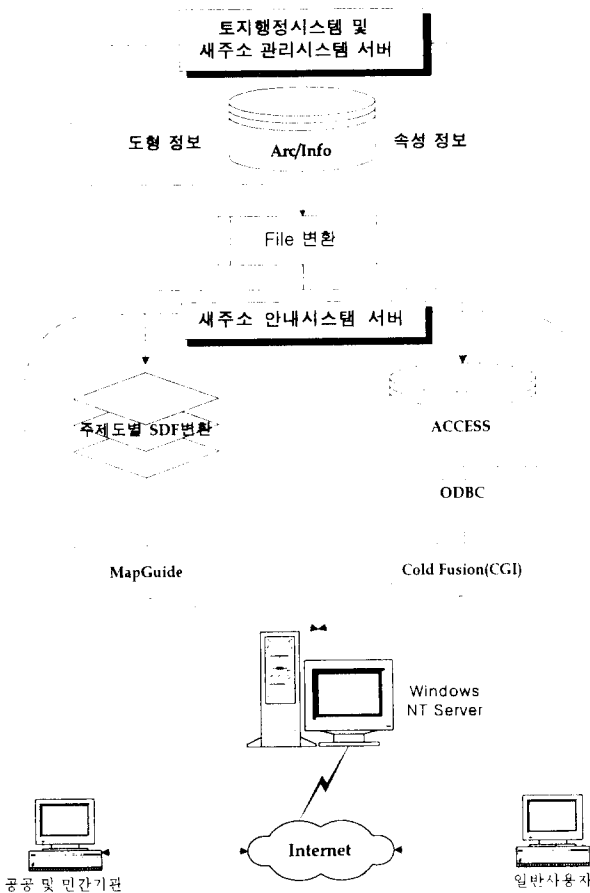 토지행정시스템 및
새주소 관리시스템 서버
도형 정보
Arc/Info
속성 정보
File 변환
새주소 안내시스템 서버
주제도별 SDF변환
ACCESS
ODBC
MapGuide
Cold Fusion(CGI)
Windows
NT Server
Internet
공공 및 민간기관
일반사용자